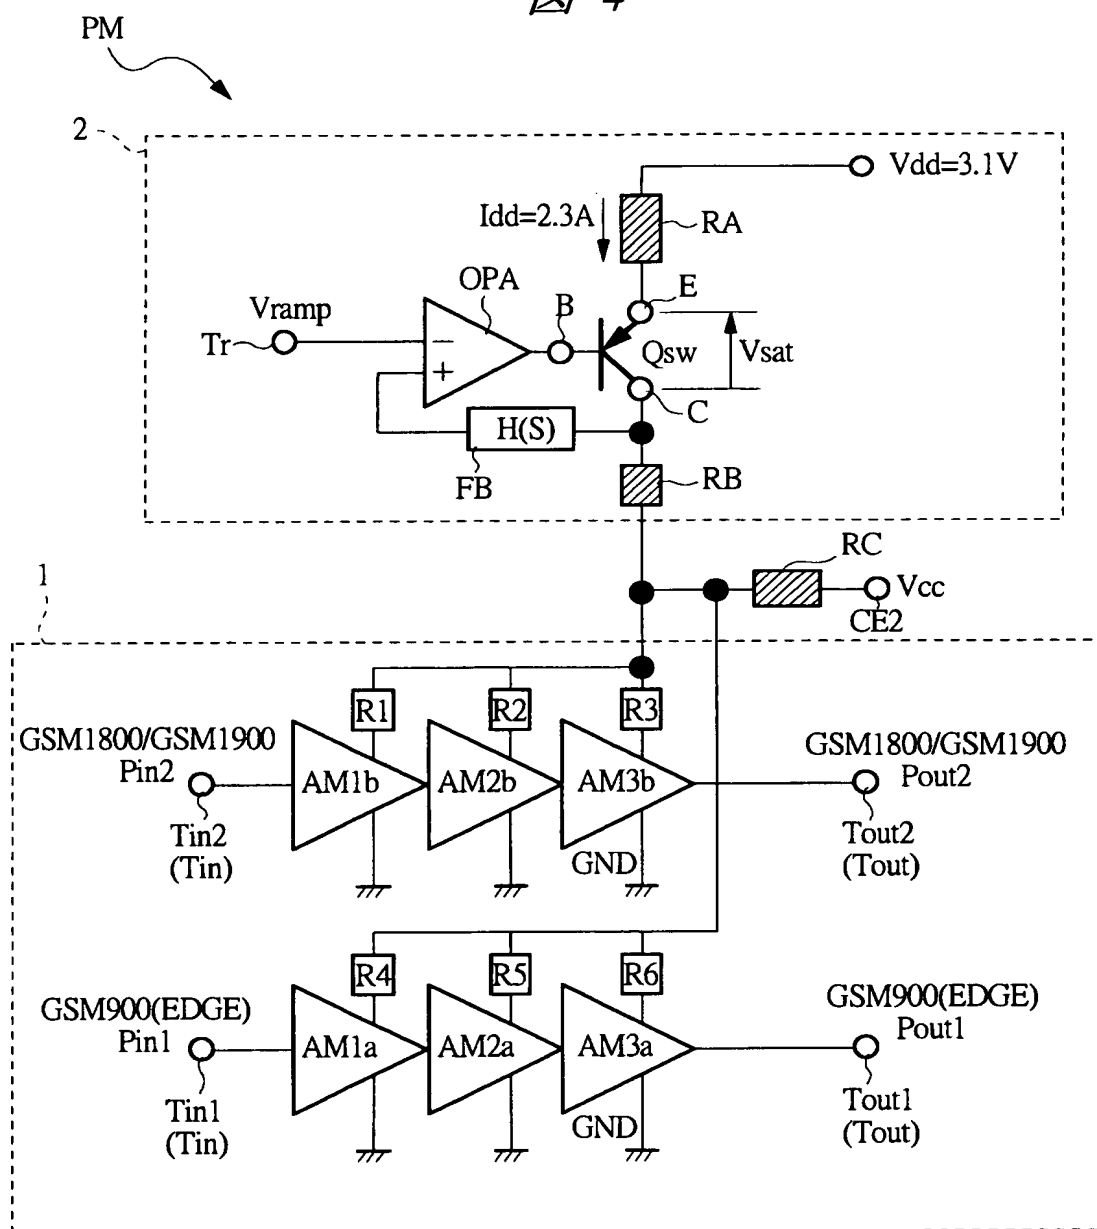 図 4
PM
2
Vdd=3.1V
Idd=2.3A
RA
OPA
E
Vramp
B
Tr
−
Qsw
Vsat
+
C
H(S)
FB
RB
RC
1
Vcc
CE2
R1
R2
R3
GSM1800/GSM1900
GSM1800/GSM1900
Pin2
Pout2
AM1b
AM2b
AM3b
Tin2
Tout2
(Tin)
(Tout)
GND
R4
R5
R6
GSM900(EDGE)
GSM900(EDGE)
Pin1
Pout1
AM1a
AM2a
AM3a
Tin1
Tout1
(Tin)
(Tout)
GND